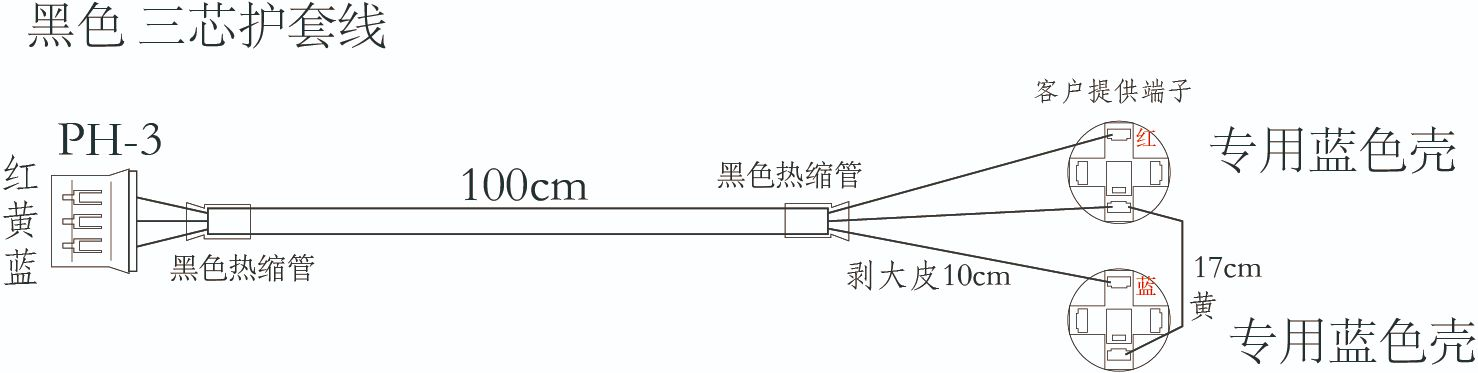 黑色 三芯护套线
客户提供端子
PH-3
红
专用蓝色壳
红
黄
蓝
100cm
黑色热缩管
黑色热缩管
剥大皮10cm
17cm
黄
蓝
专用蓝色壳